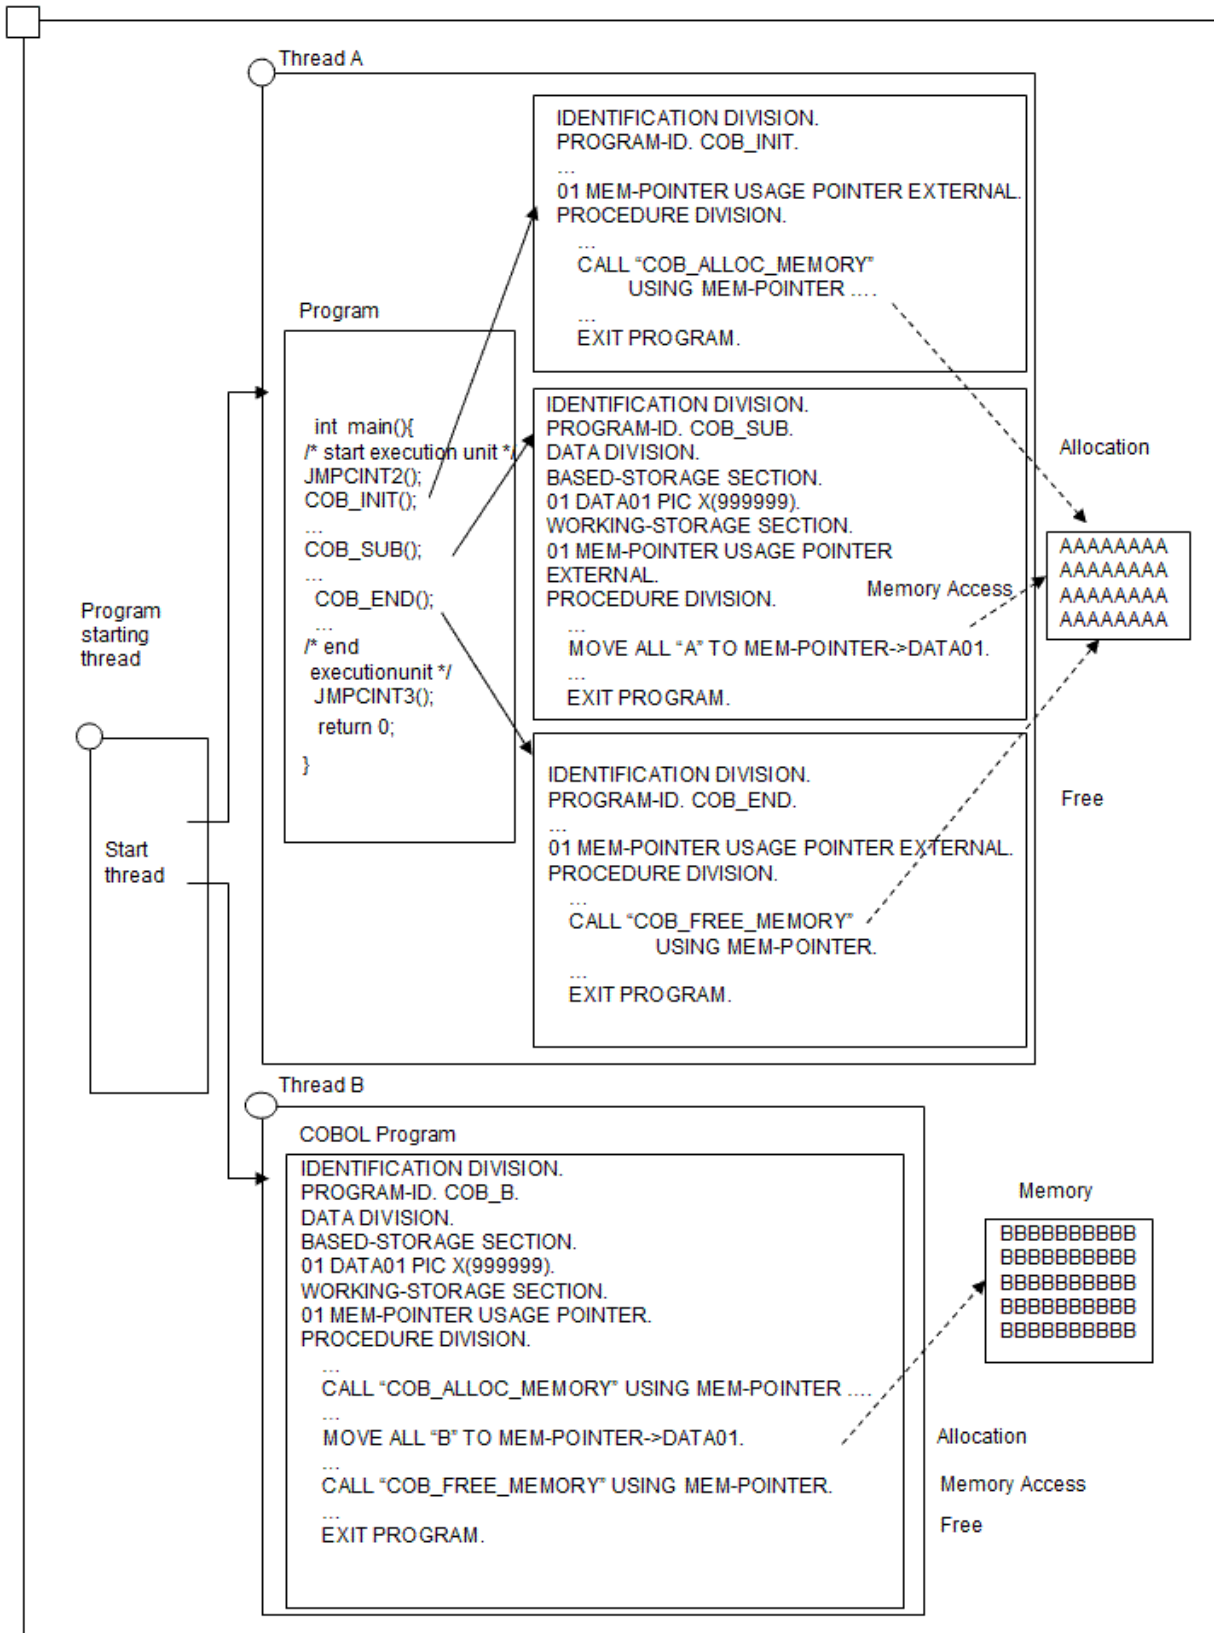 Thread A
IDENTIFICATION DIVISION.
PROGRAM-ID. COB_INIT.
...
01 MEM-POINTER USAGE POINTER EXTERNAL.
PROCEDURE DIVISION.
...
CALL “COB_ALLOC_MEMORY”
USING MEM-POINTER ....
...
EXIT PROGRAM.
Program
int main(){
/* start execution unit */
JMPCINT2();
COB_INIT();
...
COB_SUB();
...
COB_END();
...
/* end
executionunit */
JMPCINT3();
return 0;
}
IDENTIFICATION DIVISION.
PROGRAM-ID. COB_SUB.
DATA DIVISION.
BASED-STORAGE SECTION.
01 DATA01 PIC X(999999).
WORKING-STORAGE SECTION.
01 MEM-POINTER USAGE POINTER
EXTERNAL.
PROCEDURE DIVISION.
...
MOVE ALL “A” TO MEM-POINTER->DATA01.
...
EXIT PROGRAM.
Memory Access
Allocation
AAAAAAAA
AAAAAAAA
AAAAAAAA
AAAAAAAA
Free
IDENTIFICATION DIVISION.
PROGRAM-ID. COB_END.
...
01 MEM-POINTER USAGE POINTER EXTERNAL.
PROCEDURE DIVISION.
...
CALL “COB_FREE_MEMORY”
USING MEM-POINTER.
...
EXIT PROGRAM.
Program
starting
thread
Start
thread
Thread B
COBOL Program
IDENTIFICATION DIVISION.
PROGRAM-ID. COB_B.
DATA DIVISION.
BASED-STORAGE SECTION.
01 DATA01 PIC X(999999).
WORKING-STORAGE SECTION.
01 MEM-POINTER USAGE POINTER.
PROCEDURE DIVISION.
...
CALL “COB_ALLOC_MEMORY” USING MEM-POINTER ....
...
MOVE ALL “B” TO MEM-POINTER->DATA01.
...
CALL “COB_FREE_MEMORY” USING MEM-POINTER.
...
EXIT PROGRAM.
Memory
BBBBBBBBBB
BBBBBBBBBB
BBBBBBBBBB
BBBBBBBBBB
BBBBBBBBBB
Allocation
Memory Access
Free